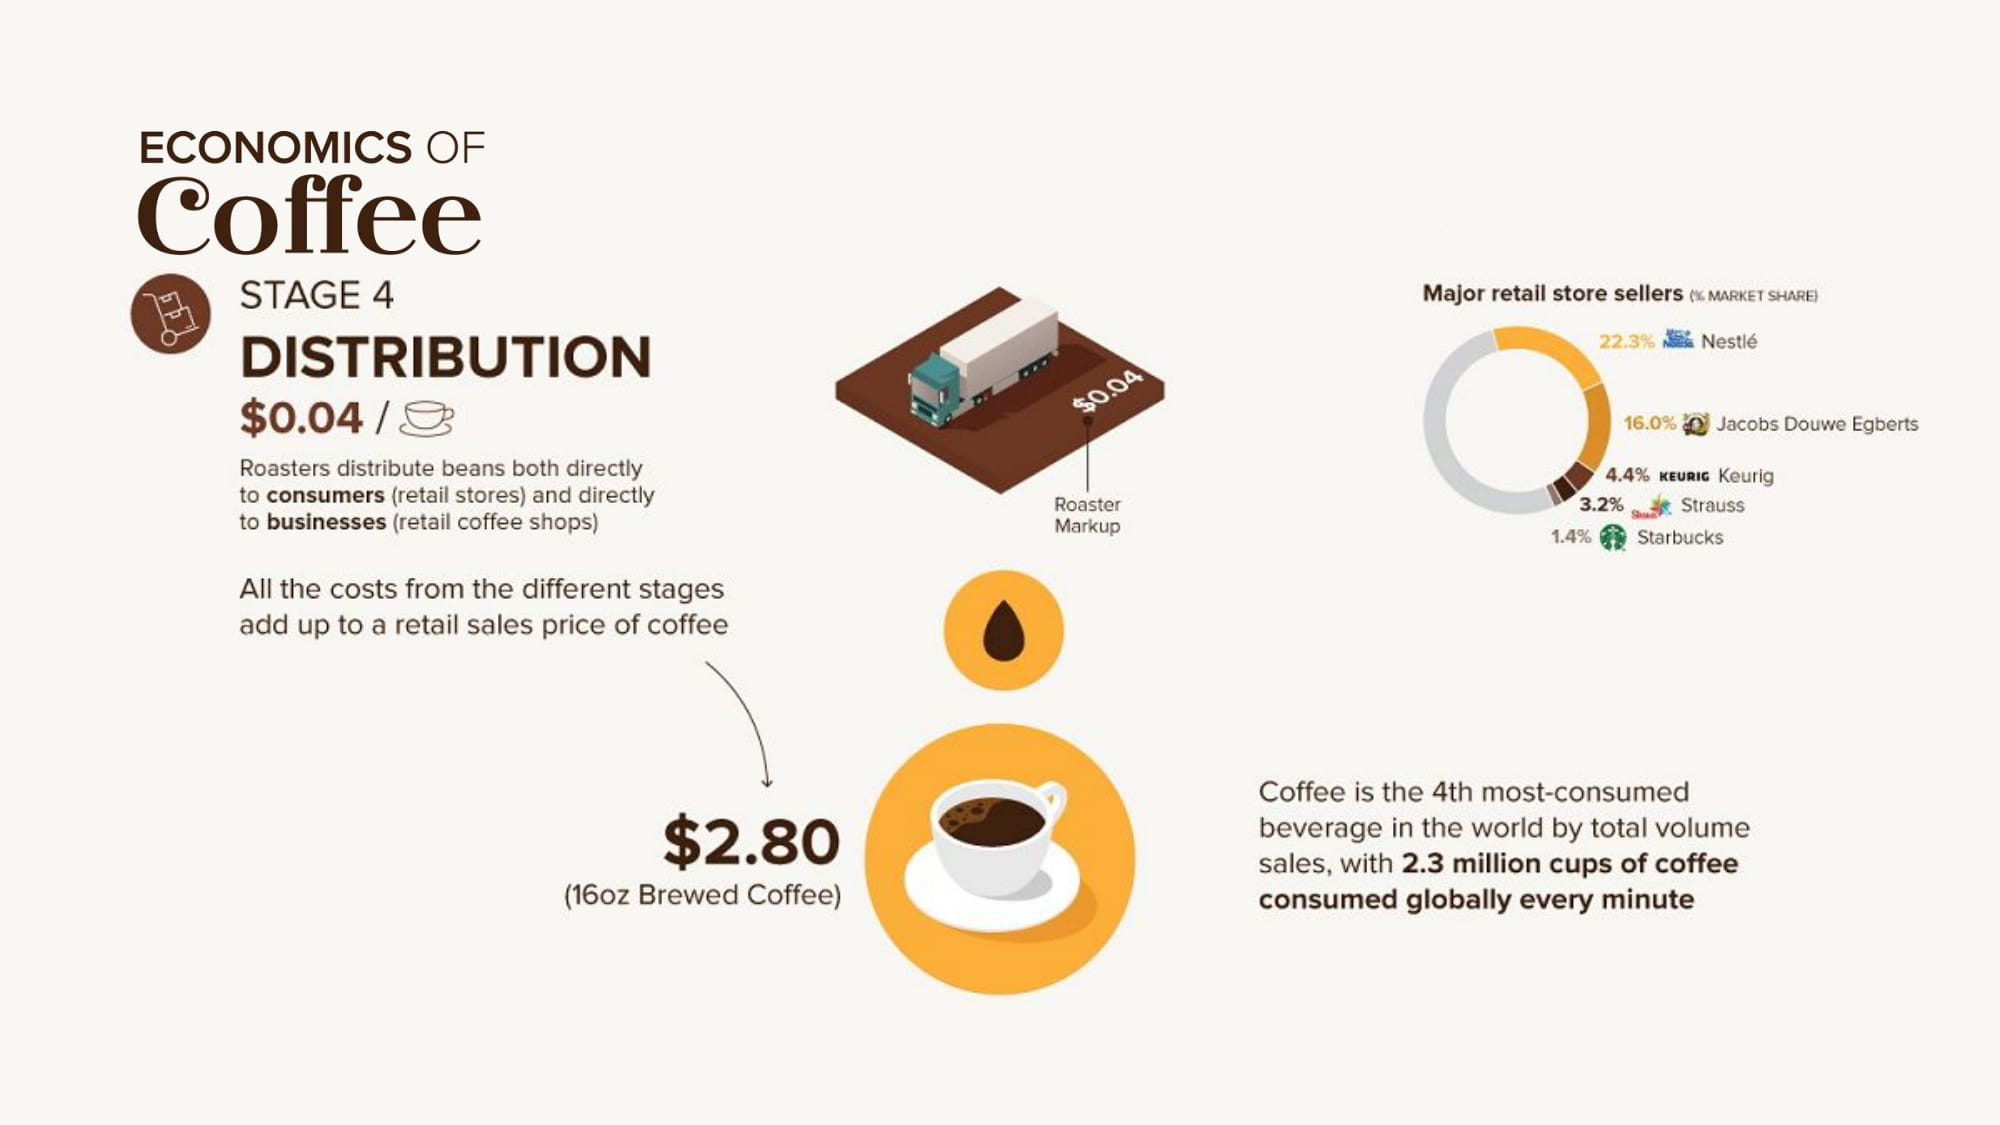 ECONOMICS OF
Coffee
STAGE 4
DISTRIBUTION
$0.04 /
Roasters distribute beans both directly
to consumers (retail stores) and directly
to businesses (retail coffee shops)
All the costs from the different stages
add up to a retail sales price of coffee
$2.80
(16oz Brewed Coffee)
$0.04
Roaster
Markup
Major retail store sellers (% MARKET SHARE)
22.3% Nestlé
16.0% Jacobs Douwe Egberts
4.4% KEURIG Keurig
3.2% Strauss Strauss
1.4% Starbucks
Coffee is the 4th most-consumed
beverage in the world by total volume
sales, with 2.3 million cups of coffee
consumed globally every minute